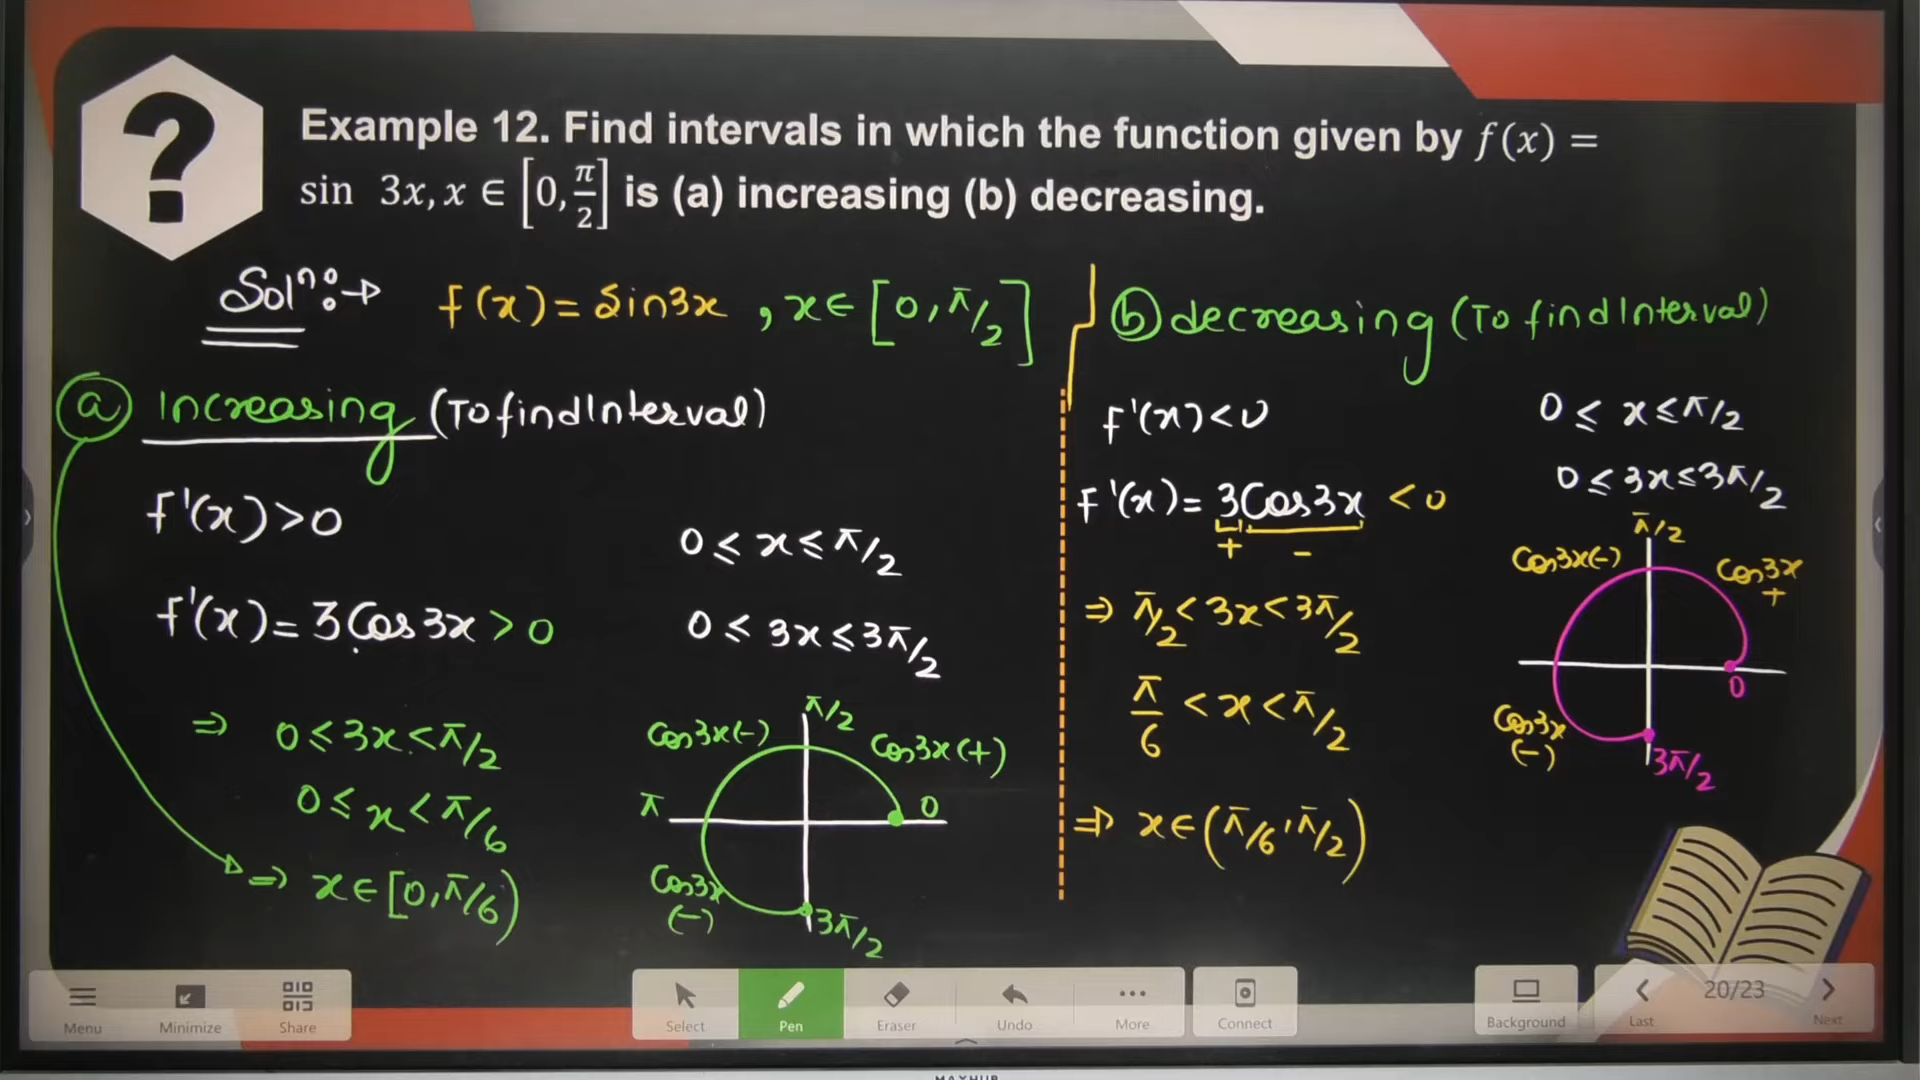 ?
Example 12. Find intervals in which the function given by f(x) =
sin 3x, x ∈ [0, π/2] is (a) increasing (b) decreasing.
Solⁿ:→ f(x) = Sin3x , x∈[0, π/2]
ⓐ Increasing (To find Interval)
f'(x) > 0
0 ≤ x ≤ π/2
f'(x) = 3Cos3x > 0
0 ≤ 3x ≤ 3π/2
⇒ 0 ≤ 3x < π/2
0 ≤ x < π/6
⇒ x∈[0, π/6)
π/2
Cos3x(-)
Cos3x(+)
π
0
Cos3x
(-)
3π/2
ⓑ decreasing (To find Interval)
f'(x) < 0
0 ≤ x ≤ π/2
f'(x) = 3Cos3x < 0
+ -
0 ≤ 3x ≤ 3π/2
⇒ π/2 < 3x < 3π/2
π/6 < x < π/2
⇒ x∈(π/6, π/2)
π/2
Cos3x(-)
Cos3x
+
0
Cos3x
(-)
3π/2
Menu
Minimize
Share
Select
Pen
Eraser
Undo
More
Connect
Background
Last
20/23
Next
MAXHUB